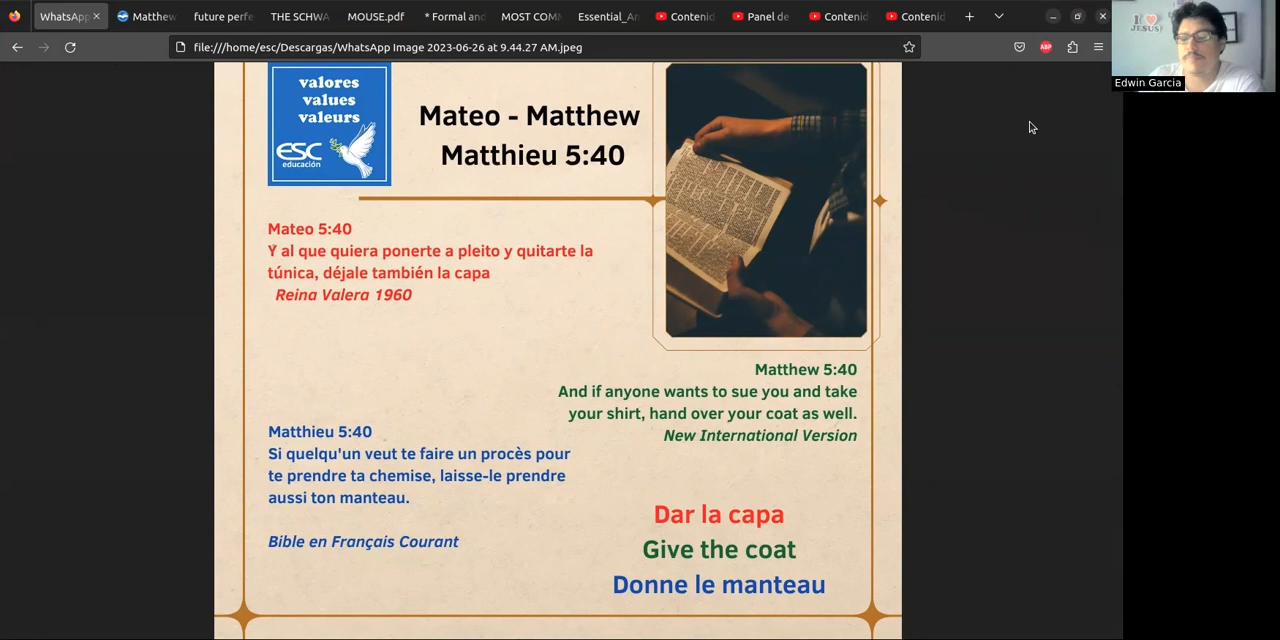 WhatsApp
Matthew
future perfe
THE SCHWA
MOUSE.pdf
* Formal and
MOST COM
Essential_
Contenid
Panel de
Contenid
Contenid
file:///home/esc/Descargas/WhatsApp Image 2023-06-26 at 9.44.27 AM.jpeg
ABP
I ❤ JESUS!
Edwin Garcia
valores
values
valeurs
esc
educación
Mateo - Matthew
Matthieu 5:40
Mateo 5:40
Y al que quiera ponerte a pleito y quitarte la
túnica, déjale también la capa
Reina Valera 1960
Matthew 5:40
And if anyone wants to sue you and take
your shirt, hand over your coat as well.
New International Version
Matthieu 5:40
Si quelqu'un veut te faire un procès pour
te prendre ta chemise, laisse-le prendre
aussi ton manteau.
Bible en Français Courant
Dar la capa
Give the coat
Donne le manteau